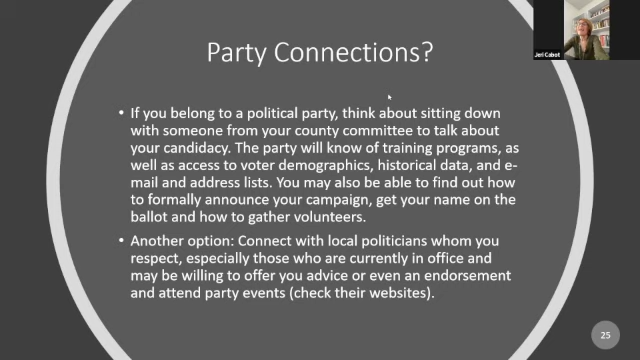 Party Connections?
Jeri Cabot
• If you belong to a political party, think about sitting down
with someone from your county committee to talk about
your candidacy. The party will know of training programs, as
well as access to voter demographics, historical data, and e-
mail and address lists. You may also be able to find out how
to formally announce your campaign, get your name on the
ballot and how to gather volunteers.
• Another option: Connect with local politicians whom you
respect, especially those who are currently in office and
may be willing to offer you advice or even an endorsement
and attend party events (check their websites).
25